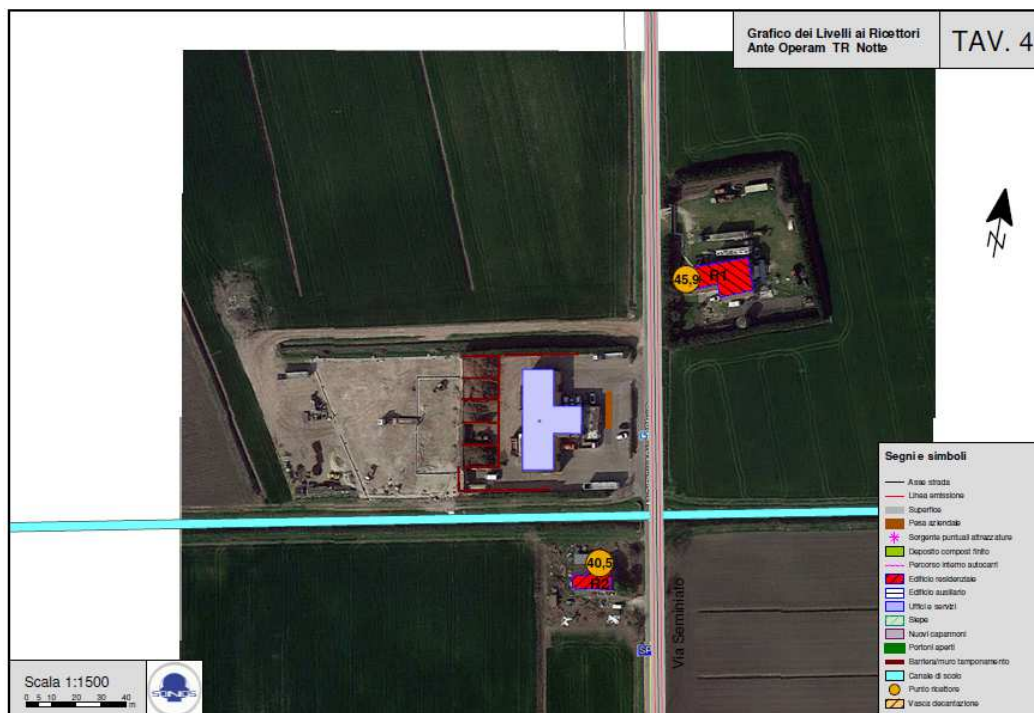 Grafico dei Livelli ai Ricettori
Ante Operam TR Notte
TAV. 4
N
R1
45,9
40,5
R2
Via Seminiato
SP
Segni e simboli
Asse strada
Linea emissione
Superfice
Pesa aziendale
Sorgente puntuali attrazzature
Deposito compost finito
Percorso interno autocarri
Edificio residenziale
Edificio ausiliario
Uffici e servizi
Siepe
Nuovi capannoni
Portoni aperti
Barriera/muro tamponamento
Canale di scolo
Punto ricettore
Vasca decantazione
Scala 1:1500
0 5 10 20 30 40
m